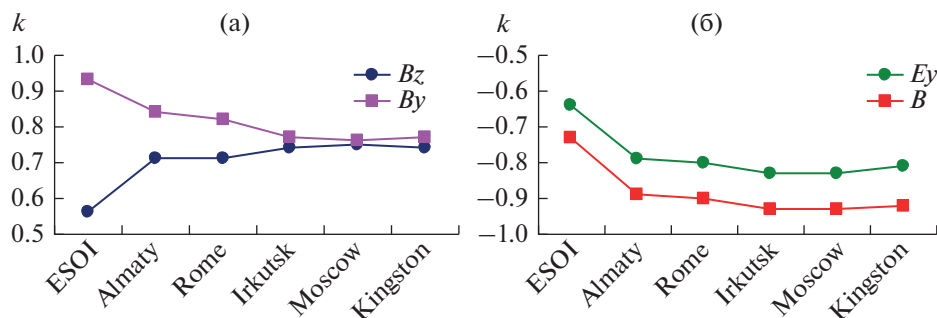 k (а)
1.0
0.9
0.8
0.7
0.6
0.5
Bz
By
ESOI
Almaty
Rome
Irkutsk
Moscow
Kingston
k (б)
−0.5
−0.6
−0.7
−0.8
−0.9
−1.0
Ey
B
ESOI
Almaty
Rome
Irkutsk
Moscow
Kingston